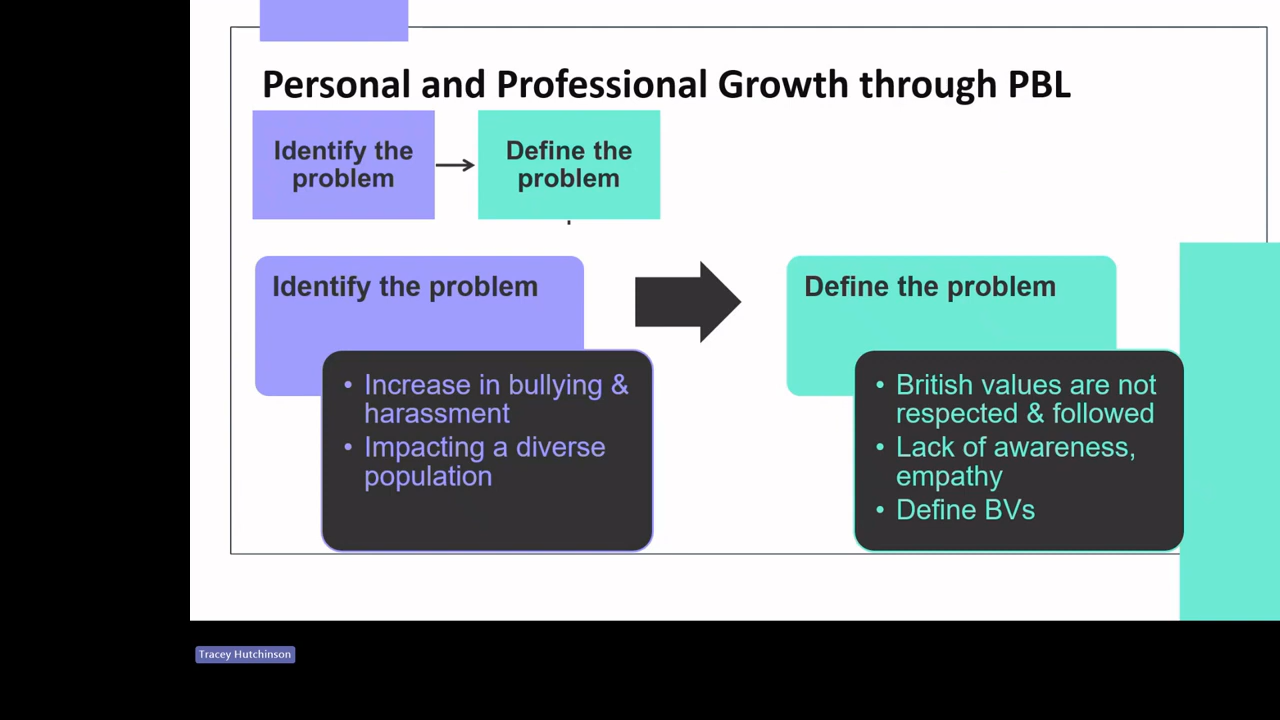 Personal and Professional Growth through PBL
Identify the
problem
Define the
problem
Identify the problem
• Increase in bullying &
harassment
• Impacting a diverse
population
Define the problem
• British values are not
respected & followed
• Lack of awareness,
empathy
• Define BVs
Tracey Hutchinson